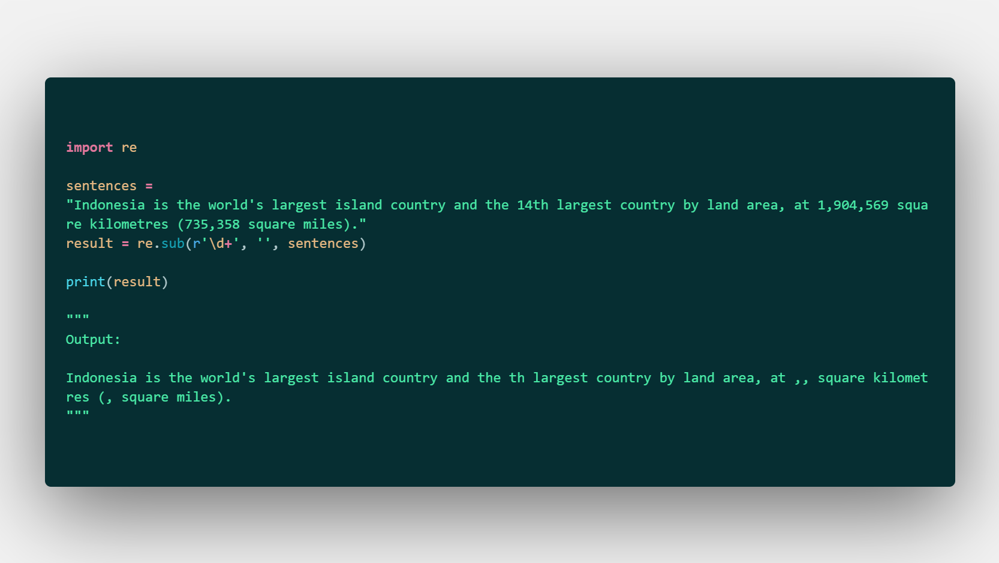 import re
sentences =
"Indonesia is the world's largest island country and the 14th largest country by land area, at 1,904,569 squa
re kilometres (735,358 square miles)."
result = re.sub(r'\d+', '', sentences)
print(result)
"""
Output:
Indonesia is the world's largest island country and the th largest country by land area, at ,, square kilomet
res (, square miles).
"""